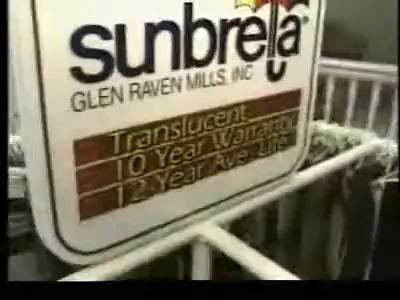 sunbrella®
GLEN RAVEN MILLS, INC
Translucent
10 Year Warranty
12 Year Ave. Life